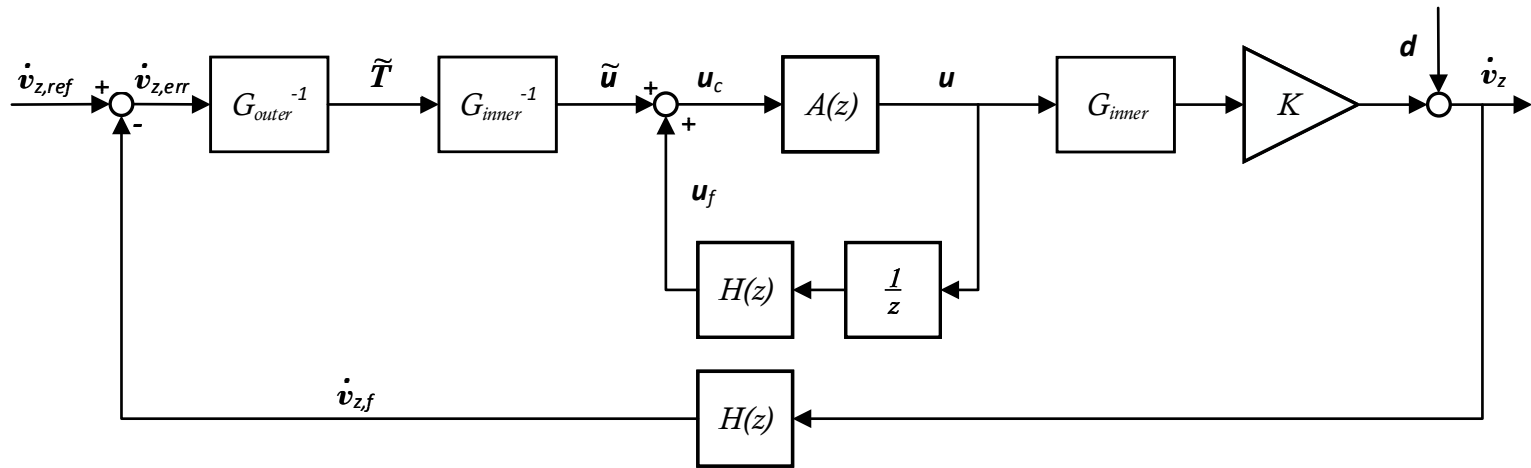 v̇z,ref
+
-
v̇z,err
Gouter⁻¹
T̃
Ginner⁻¹
ũ
+
+
uc
A(z)
u
Ginner
K
d
v̇z
uf
H(z)
1
z
v̇z,f
H(z)